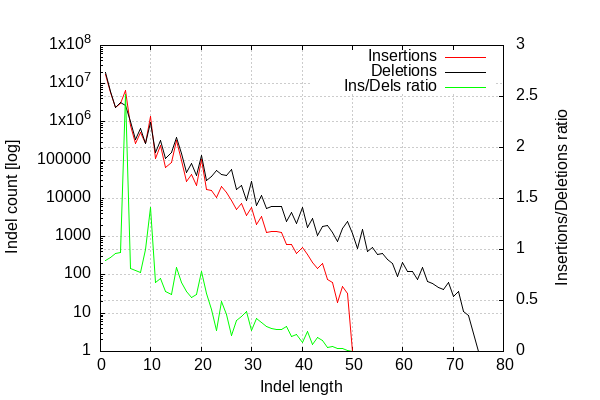 Insertions
Deletions
Ins/Dels ratio
1x10^8
1x10^7
1x10^6
100000
10000
1000
100
10
1
3
2.5
2
1.5
1
0.5
0
0 10 20 30 40 50 60 70 80
Indel count [log]
Insertions/Deletions ratio
Indel length